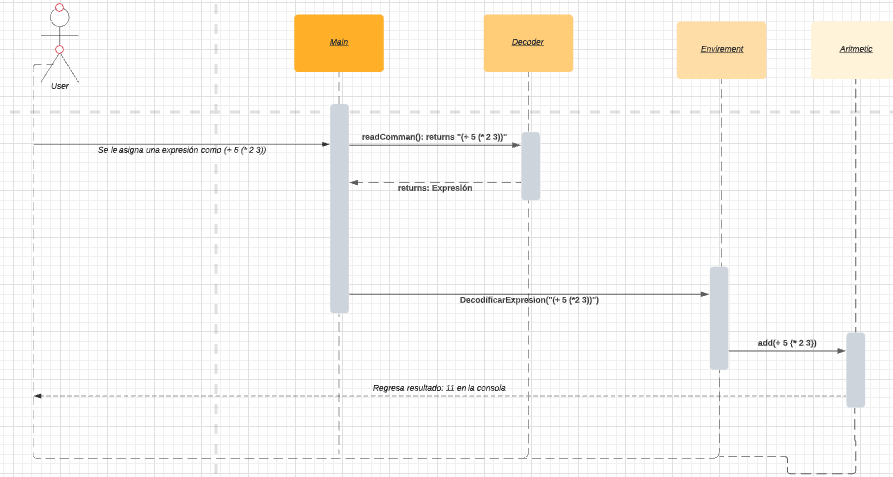 Main
Decoder
Envirement
Aritmetic
User
readComman(): returns "(+ 5 (* 2 3))"
Se le asigna una expresión como (+ 5 (* 2 3))
returns: Expresión
DecodificarExpresion("(+ 5 (*2 3))")
add(+ 5 (* 2 3))
Regresa resultado: 11 en la consola